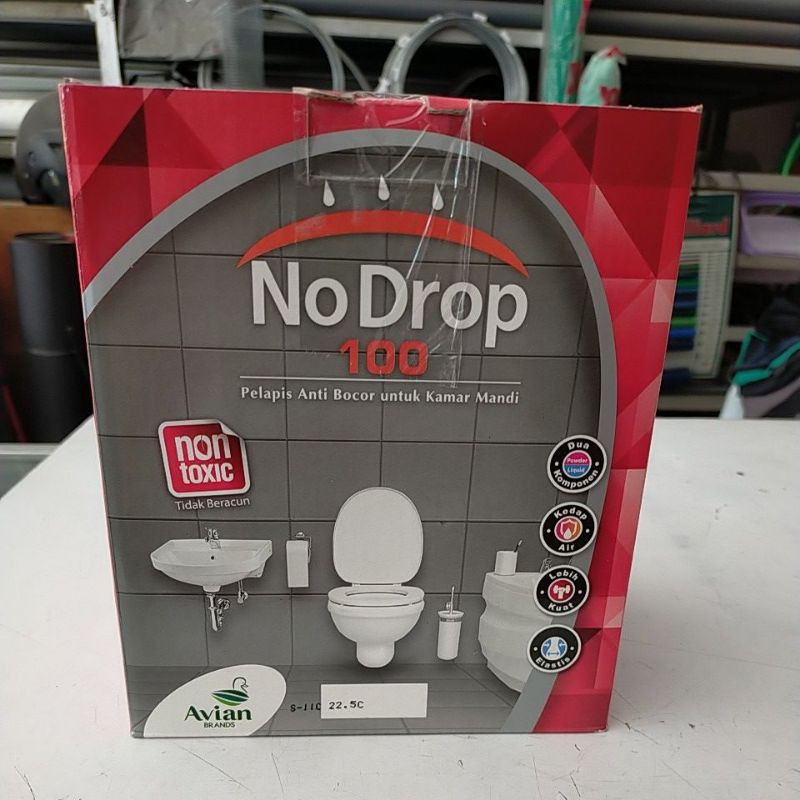 No Drop
100
Pelapis Anti Bocor untuk Kamar Mandi
non
toxic
Tidak Beracun
Dua
Powder
Liquid
Komponen
Kedap
Air
Lebih
Kuat
Elastis
Avian
BRANDS
S-11C 22.5C